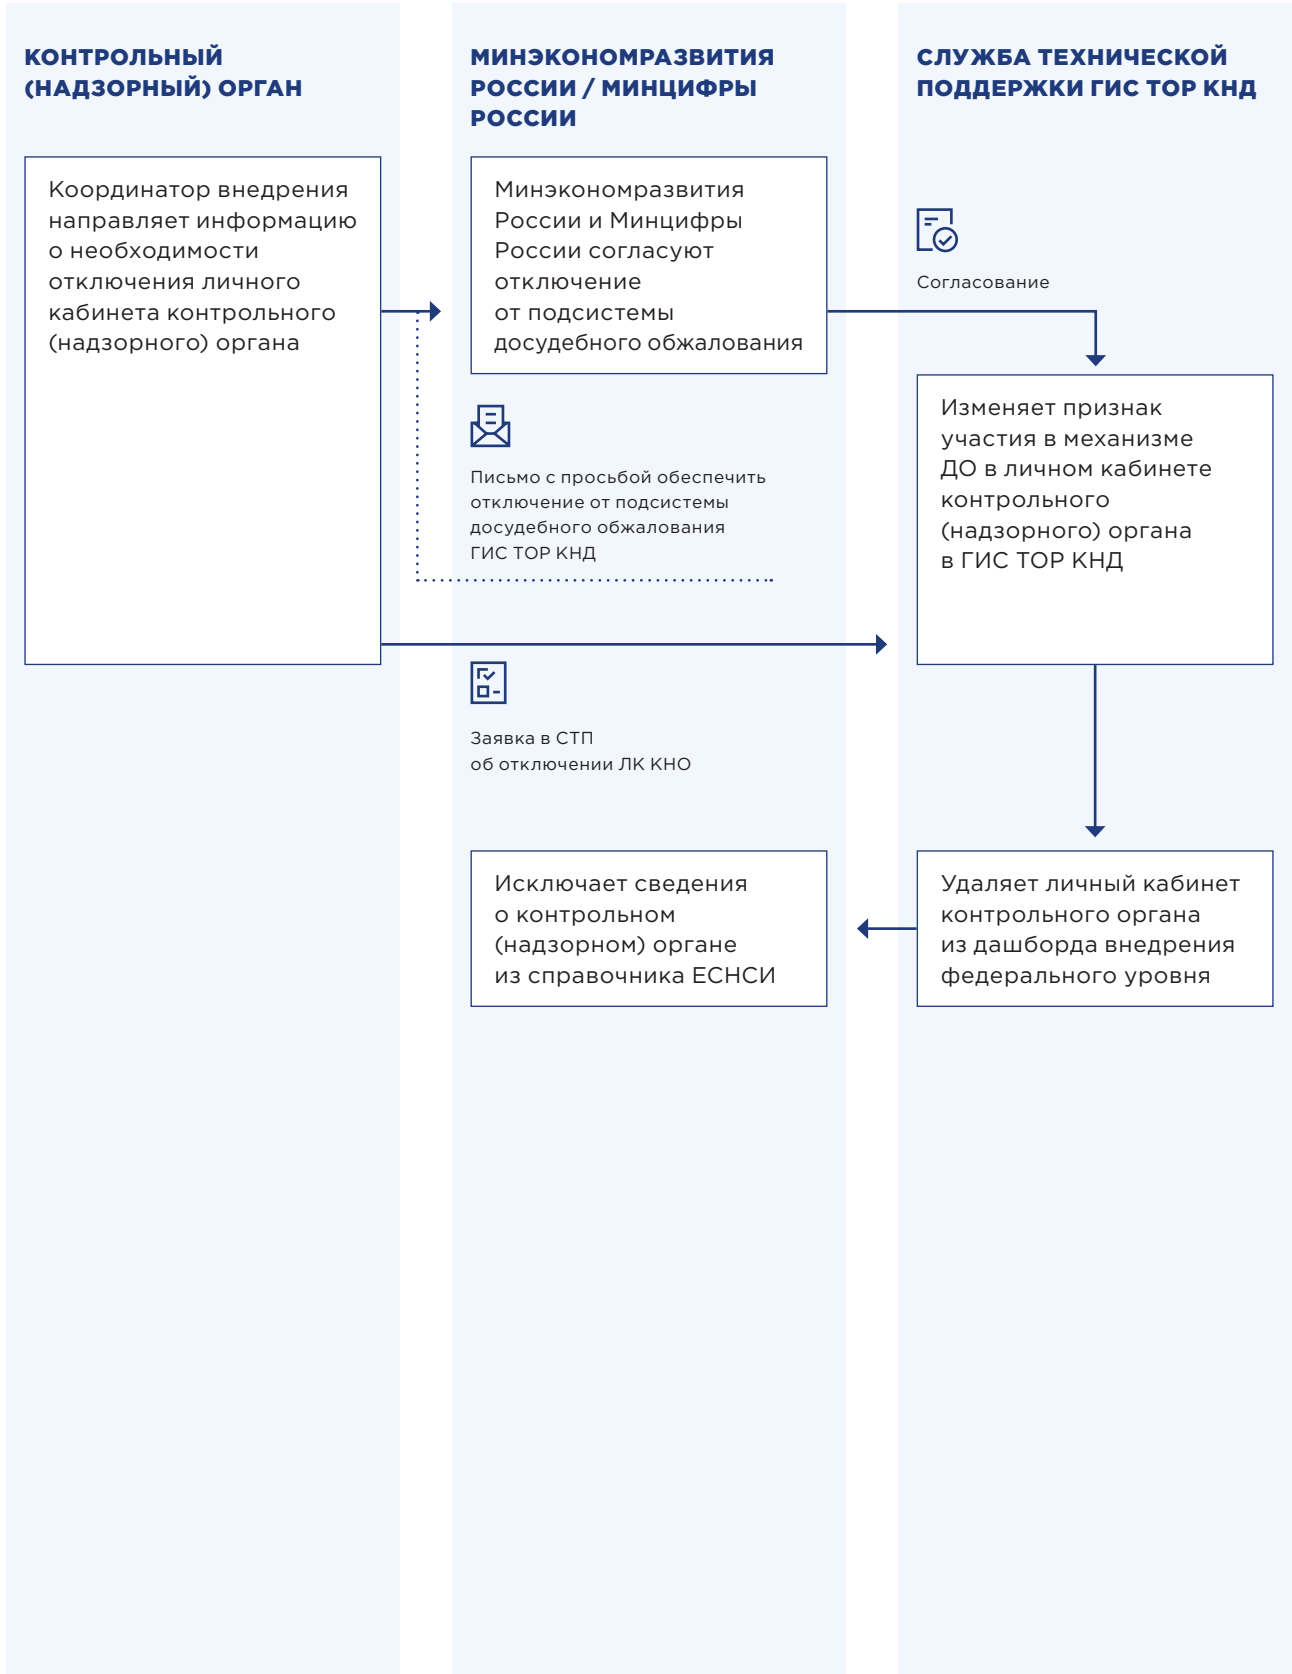 КОНТРОЛЬНЫЙ
(НАДЗОРНЫЙ) ОРГАН
Координатор внедрения
направляет информацию
о необходимости
отключения личного
кабинета контрольного
(надзорного) органа
МИНЭКОНОМРАЗВИТИЯ
РОССИИ / МИНЦИФРЫ
РОССИИ
Минэкономразвития
России и Минцифры
России согласуют
отключение
от подсистемы
досудебного обжалования
Письмо с просьбой обеспечить
отключение от подсистемы
досудебного обжалования
ГИС ТОР КНД
Заявка в СТП
об отключении ЛК КНО
Исключает сведения
о контрольном
(надзорном) органе
из справочника ЕСНСИ
СЛУЖБА ТЕХНИЧЕСКОЙ
ПОДДЕРЖКИ ГИС ТОР КНД
Согласование
Изменяет признак
участия в механизме
ДО в личном кабинете
контрольного
(надзорного) органа
в ГИС ТОР КНД
Удаляет личный кабинет
контрольного органа
из дашборда внедрения
федерального уровня